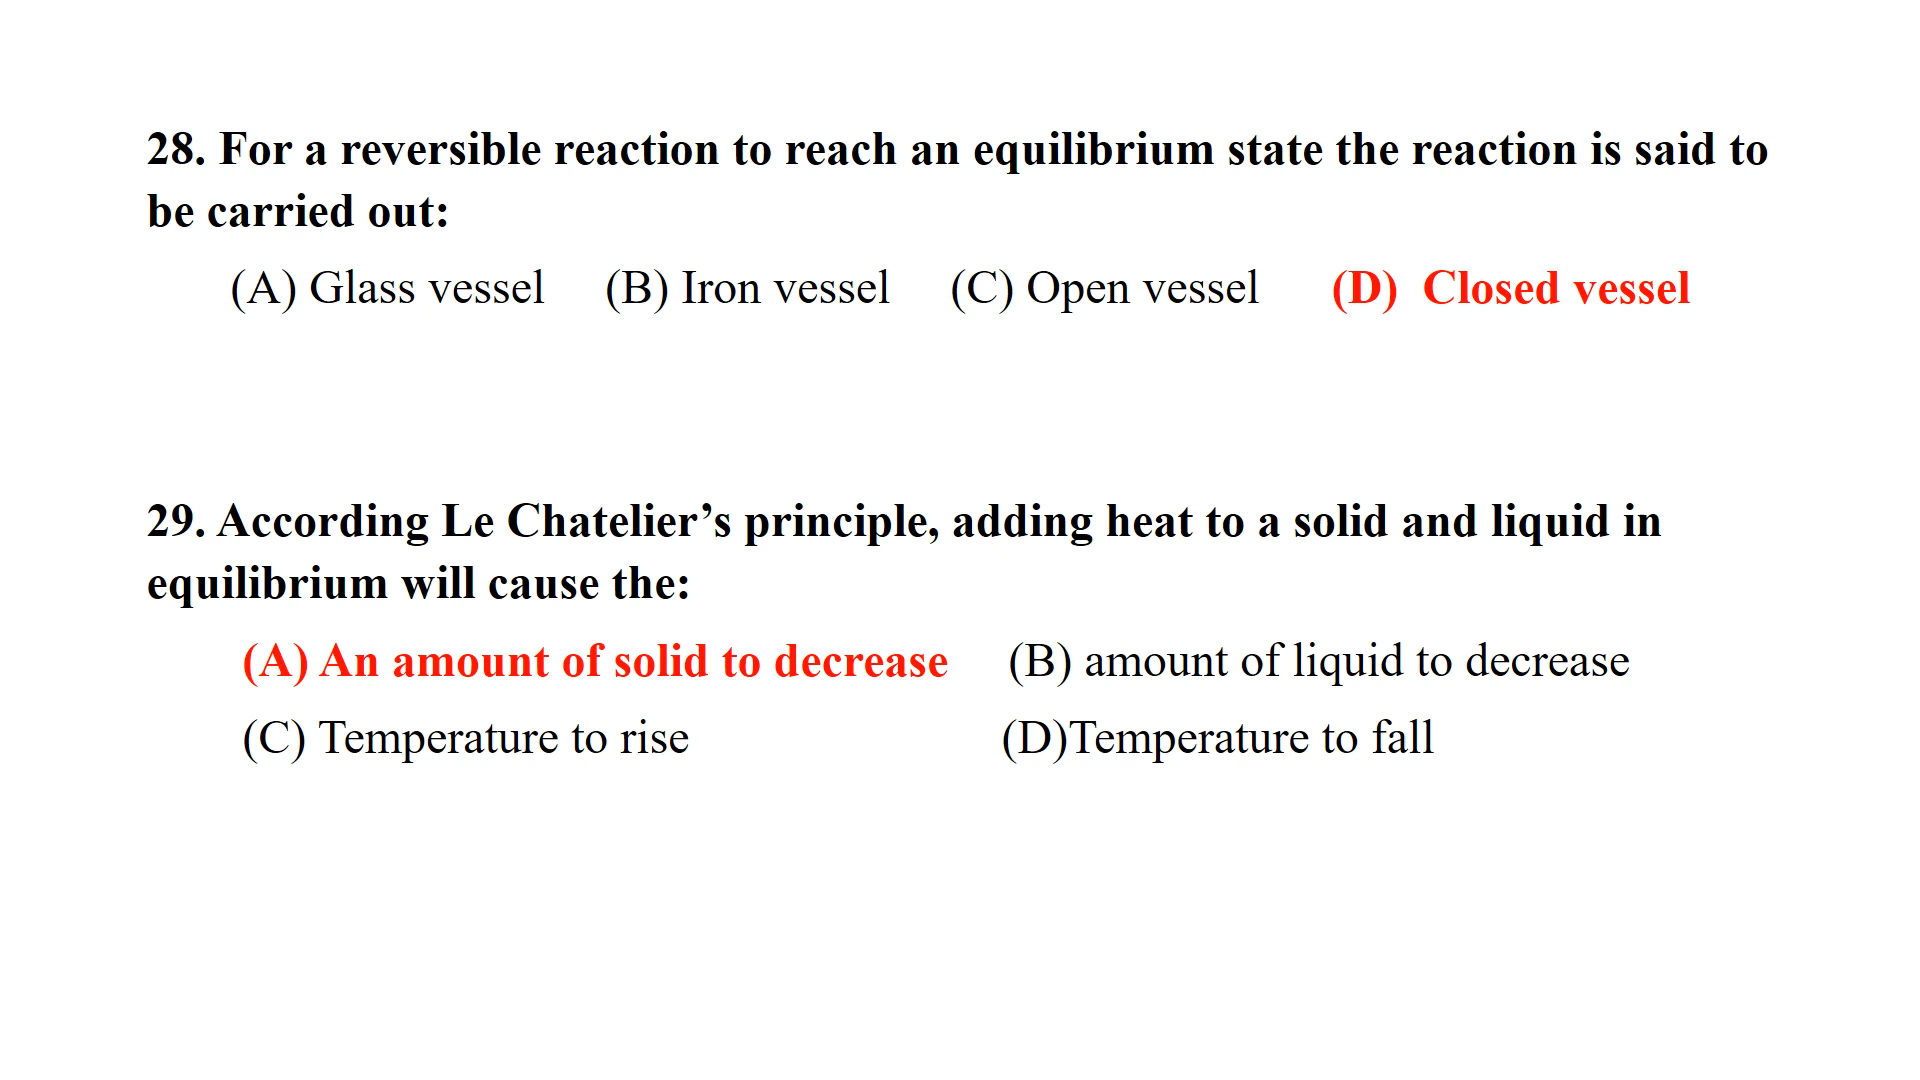 28. For a reversible reaction to reach an equilibrium state the reaction is said to
be carried out:
(A) Glass vessel (B) Iron vessel (C) Open vessel (D) Closed vessel
29. According Le Chatelier’s principle, adding heat to a solid and liquid in
equilibrium will cause the:
(A) An amount of solid to decrease (B) amount of liquid to decrease
(C) Temperature to rise (D)Temperature to fall